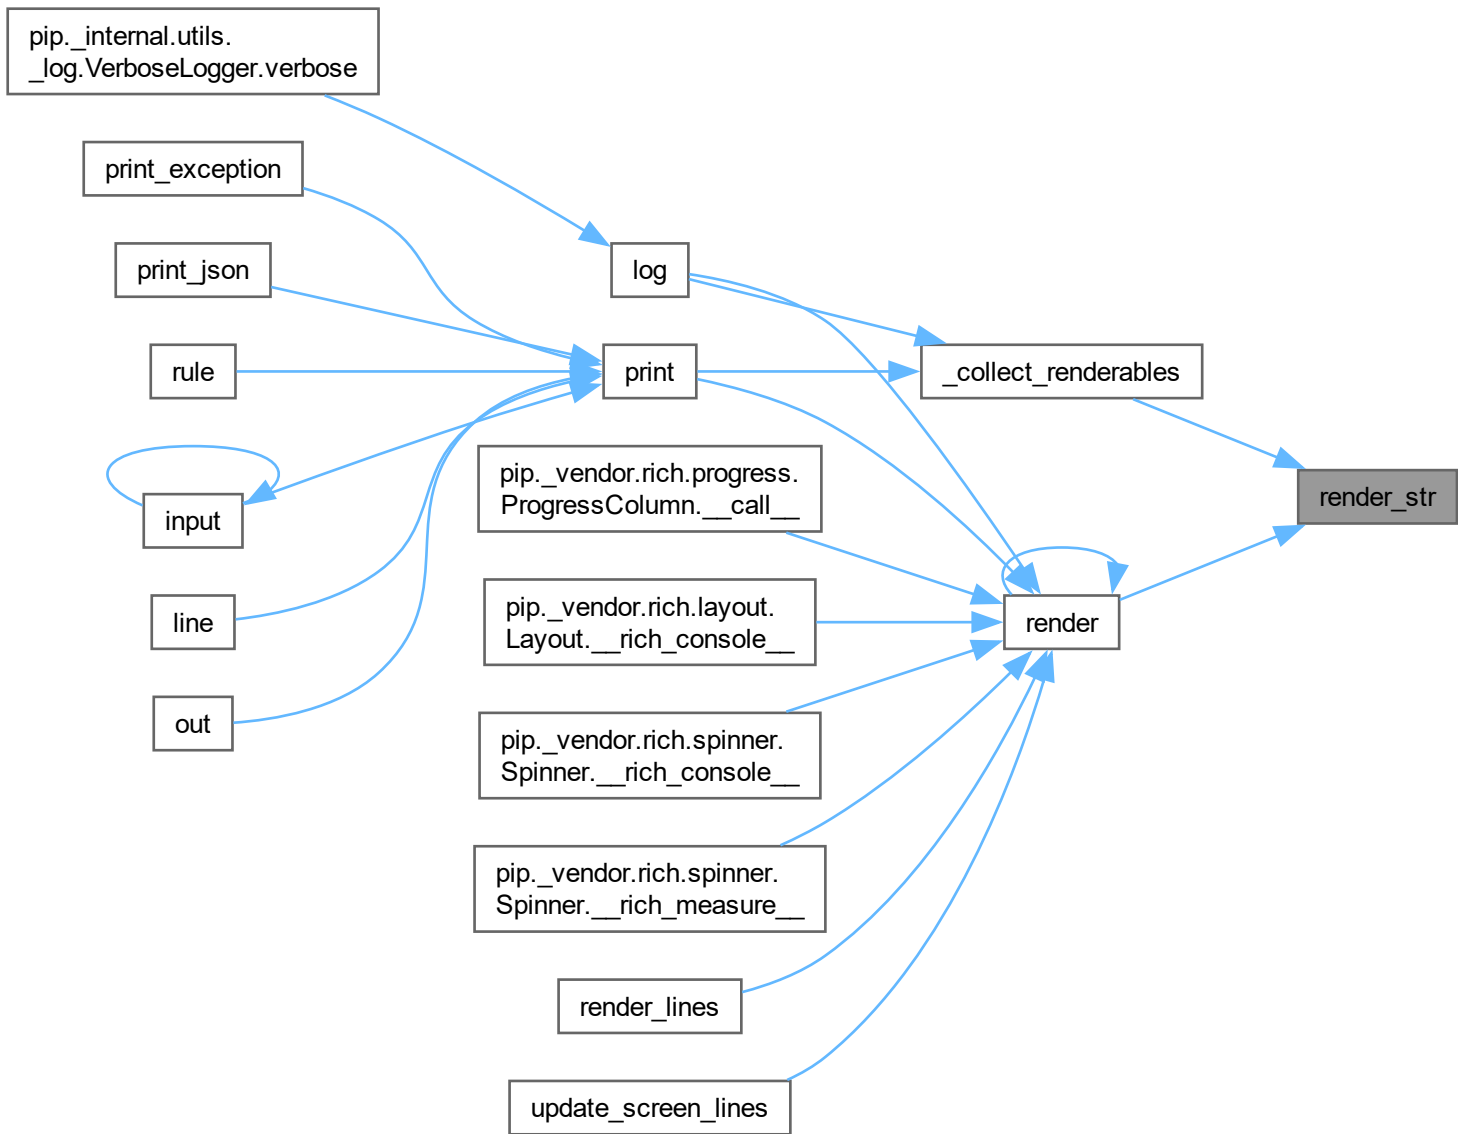 pip._internal.utils.
_log.VerboseLogger.verbose
print_exception
print_json
rule
input
line
out
log
print
pip._vendor.rich.progress.
ProgressColumn.__call__
pip._vendor.rich.layout.
Layout.__rich_console__
pip._vendor.rich.spinner.
Spinner.__rich_console__
pip._vendor.rich.spinner.
Spinner.__rich_measure__
render_lines
update_screen_lines
_collect_renderables
render
render_str